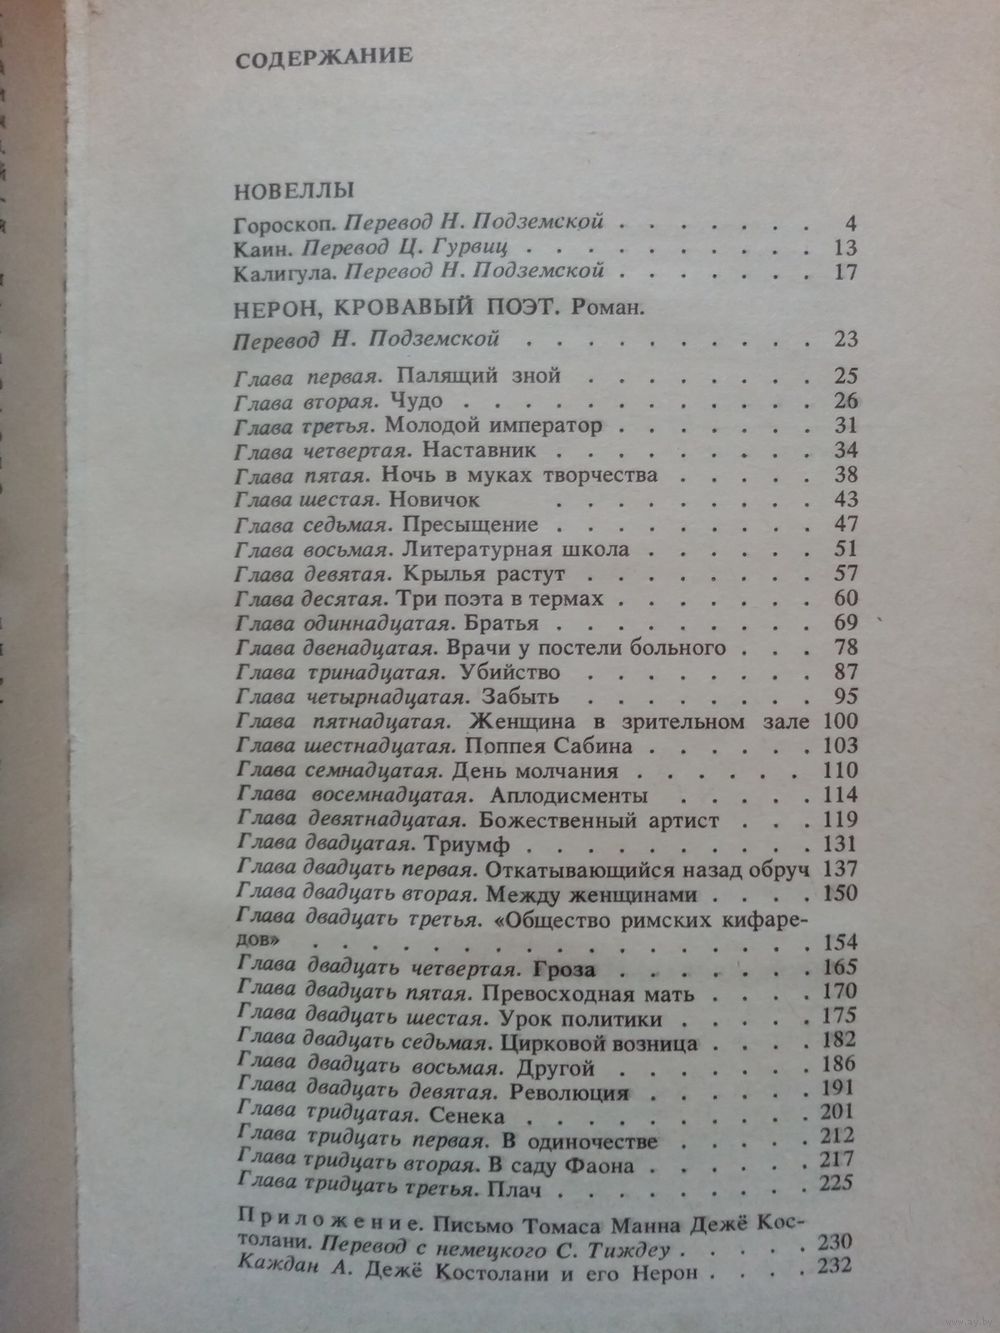 СОДЕРЖАНИЕ
НОВЕЛЛЫ
Гороскоп. Перевод Н. Подземской . . . . . . . 4
Каин. Перевод Ц. Гурвиц . . . . . . . . . . 13
Калигула. Перевод Н. Подземской . . . . . . . 17
НЕРОН, КРОВАВЫЙ ПОЭТ. Роман.
Перевод Н. Подземской . . . . . . . . . . 23
Глава первая. Палящий зной . . . . . . . . 25
Глава вторая. Чудо . . . . . . . . . . . . 26
Глава третья. Молодой император . . . . . . . 31
Глава четвертая. Наставник . . . . . . . . . 34
Глава пятая. Ночь в муках творчества . . . . . 38
Глава шестая. Новичок . . . . . . . . . 43
Глава седьмая. Пресыщение . . . . . . . . . 47
Глава восьмая. Литературная школа . . . . . . 51
Глава девятая. Крылья растут . . . . . . . . 57
Глава десятая. Три поэта в термах . . . . . . . 60
Глава одиннадцатая. Братья . . . . . . . . . 69
Глава двенадцатая. Врачи у постели больного . . . 78
Глава тринадцатая. Убийство . . . . . . . . 87
Глава четырнадцатая. Забыть . . . . . . . . 95
Глава пятнадцатая. Женщина в зрительном зале 100
Глава шестнадцатая. Поппея Сабина . . . . . . 103
Глава семнадцатая. День молчания . . . . . . 110
Глава восемнадцатая. Аплодисменты . . . . . 114
Глава девятнадцатая. Божественный артист . . . 119
Глава двадцатая. Триумф . . . . . . . . . . 131
Глава двадцать первая. Откатывающийся назад обруч 137
Глава двадцать вторая. Между женщинами . . . . 150
Глава двадцать третья. «Общество римских кифаре-
дов» . . . . . . . . . . . . . . . . . 154
Глава двадцать четвертая. Гроза . . . . . . . 165
Глава двадцать пятая. Превосходная мать . . . . 170
Глава двадцать шестая. Урок политики . . . . . 175
Глава двадцать седьмая. Цирковой возница . . . . 182
Глава двадцать восьмая. Другой . . . . . . . 186
Глава двадцать девятая. Революция . . . . . . 191
Глава тридцатая. Сенека . . . . . . . . . . 201
Глава тридцать первая. В одиночестве . . . . . 212
Глава тридцать вторая. В саду Фаона . . . . . . 217
Глава тридцать третья. Плач . . . . . . . . . 225
Приложение. Письмо Томаса Манна Дежё Кос-
толани. Перевод с немецкого С. Тиждеу . . . . . 230
Каждан А. Дежё Костолани и его Нерон . . . . 232
www.ay.by